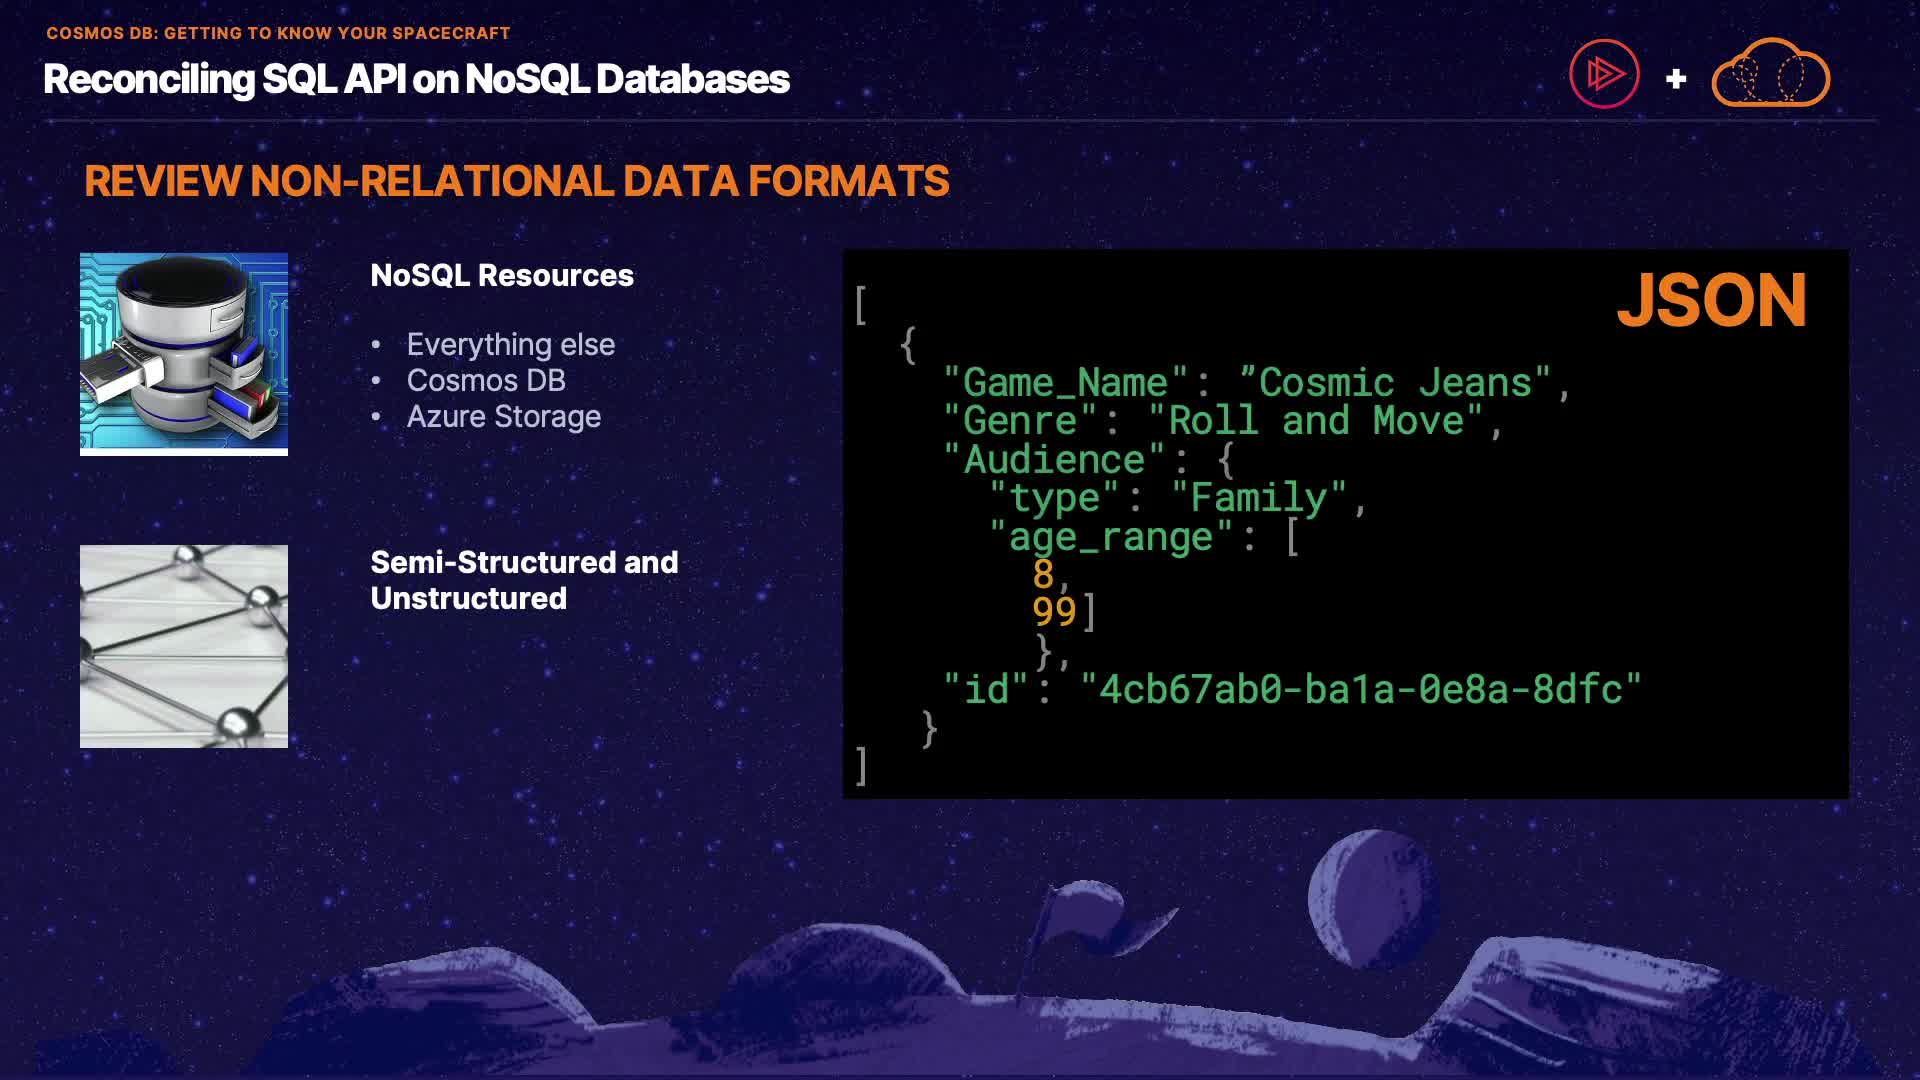 COSMOS DB: GETTING TO KNOW YOUR SPACECRAFT
Reconciling SQL API on NoSQL Databases
+
REVIEW NON-RELATIONAL DATA FORMATS
NoSQL Resources
• Everything else
• Cosmos DB
• Azure Storage
Semi-Structured and
Unstructured
JSON
[
{
"Game_Name": ”Cosmic Jeans",
"Genre": "Roll and Move",
"Audience": {
"type": "Family",
"age_range": [
8,
99]
},
"id": "4cb67ab0-ba1a-0e8a-8dfc"
}
]